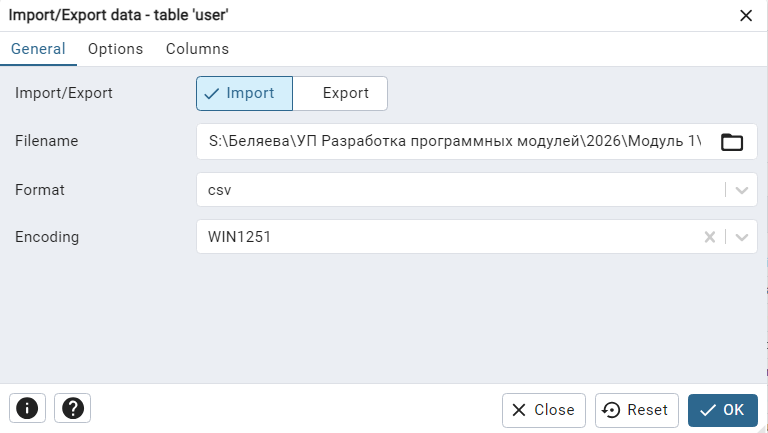 Import/Export data - table 'user'
General Options Columns
Import/Export Import Export
Filename S:\Беляева\УП Разработка программных модулей\2026\Модуль 1\
Format csv
Encoding WIN1251
Close Reset OK